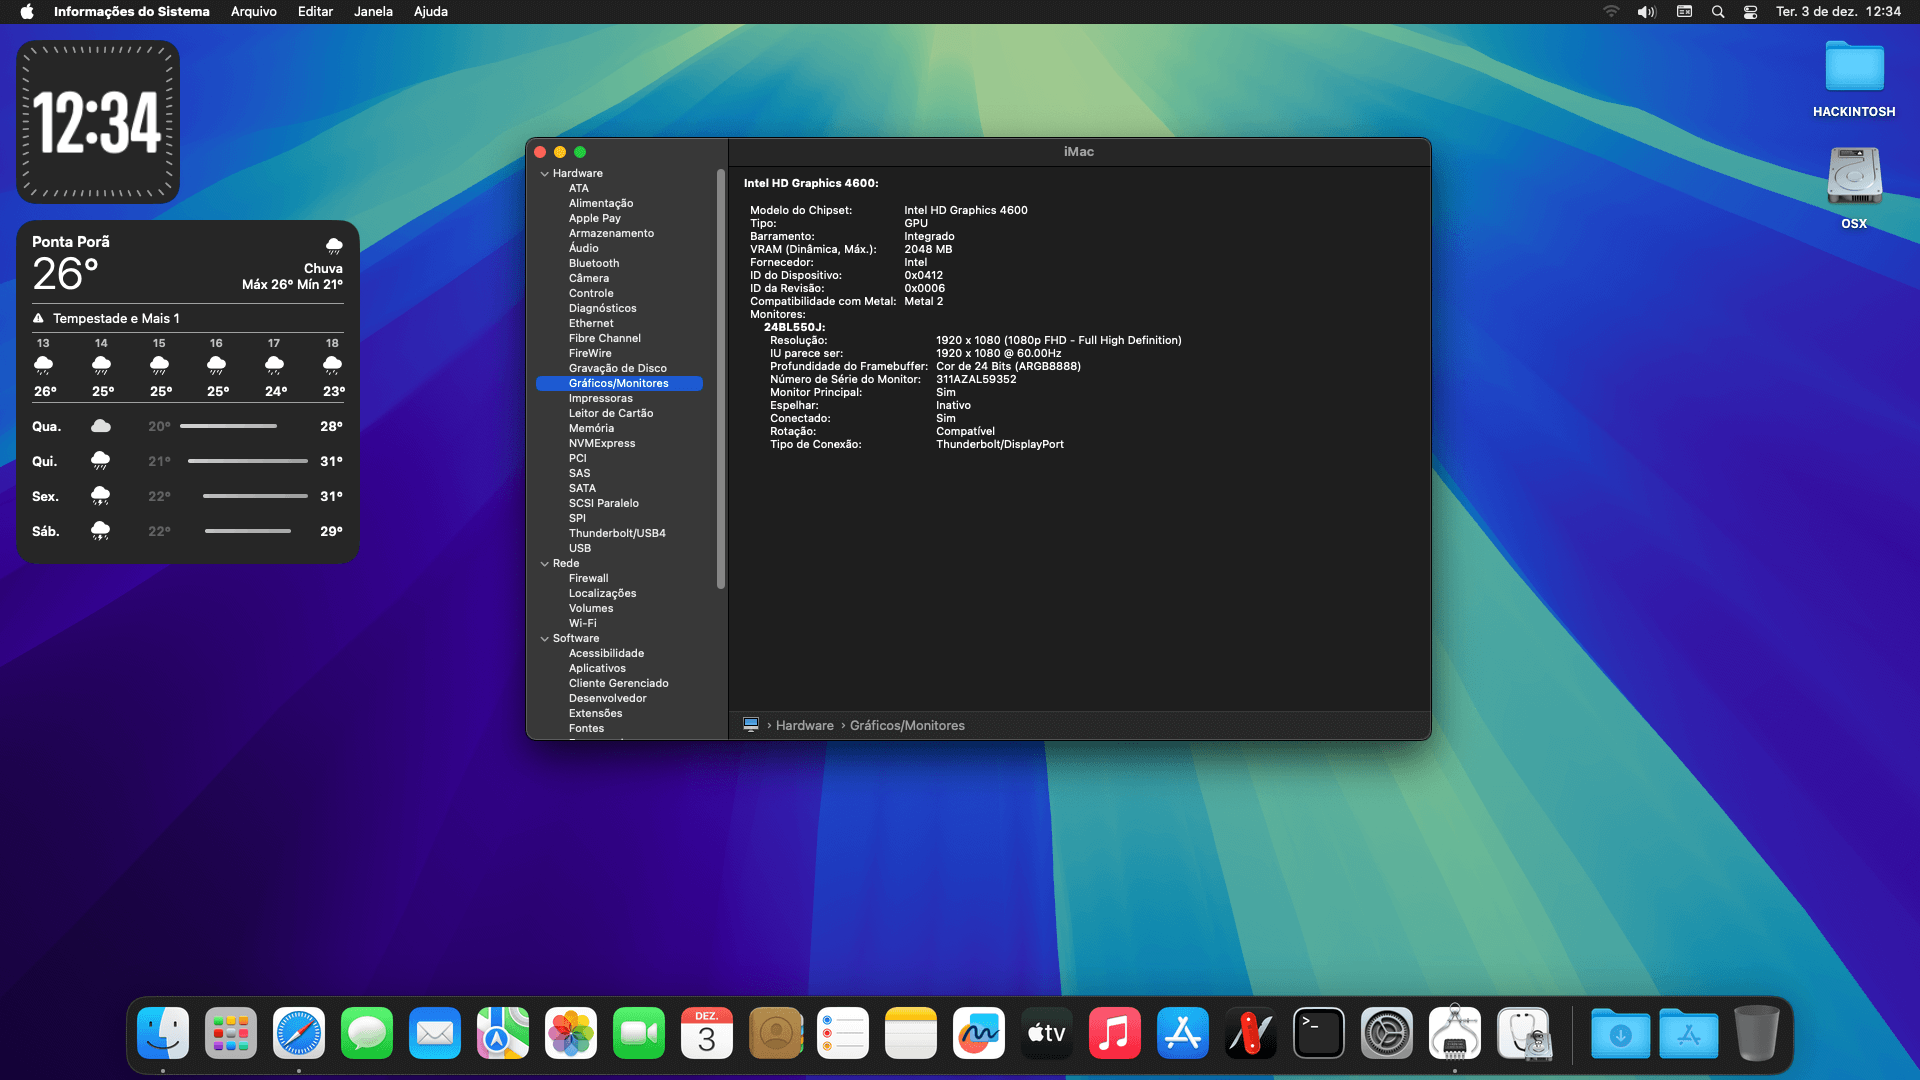 Informações do Sistema Arquivo Editar Janela Ajuda
Ter. 3 de dez. 12:34
12:34
Ponta Porã
26°
Chuva
Máx 26° Mín 21°
Tempestade e Mais 1
13 14 15 16 17 18
26° 25° 25° 25° 24° 23°
Qua. 20° 28°
Qui. 21° 31°
Sex. 22° 31°
Sáb. 22° 29°
HACKINTOSH
OSX
iMac
Hardware
ATA
Alimentação
Apple Pay
Armazenamento
Áudio
Bluetooth
Câmera
Controle
Diagnósticos
Ethernet
Fibre Channel
FireWire
Gravação de Disco
Gráficos/Monitores
Impressoras
Leitor de Cartão
Memória
NVMExpress
PCI
SAS
SATA
SCSI Paralelo
SPI
Thunderbolt/USB4
USB
Rede
Firewall
Localizações
Volumes
Wi-Fi
Software
Acessibilidade
Aplicativos
Cliente Gerenciado
Desenvolvedor
Extensões
Fontes
Intel HD Graphics 4600:
Modelo do Chipset: Intel HD Graphics 4600
Tipo: GPU
Barramento: Integrado
VRAM (Dinâmica, Máx.): 2048 MB
Fornecedor: Intel
ID do Dispositivo: 0x0412
ID da Revisão: 0x0006
Compatibilidade com Metal: Metal 2
Monitores:
24BL550J:
Resolução: 1920 x 1080 (1080p FHD - Full High Definition)
IU parece ser: 1920 x 1080 @ 60.00Hz
Profundidade do Framebuffer: Cor de 24 Bits (ARGB8888)
Número de Série do Monitor: 311AZAL59352
Monitor Principal: Sim
Espelhar: Inativo
Conectado: Sim
Rotação: Compatível
Tipo de Conexão: Thunderbolt/DisplayPort
› Hardware › Gráficos/Monitores
DEZ.
3
tv
>_